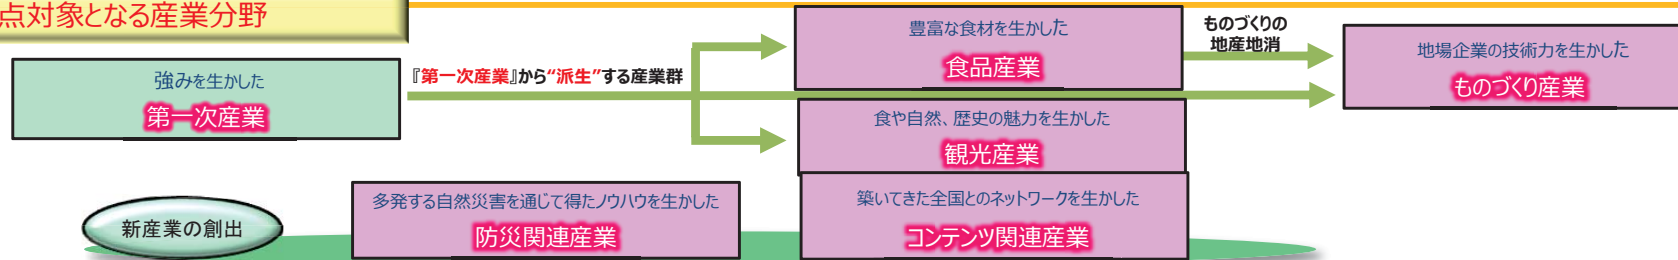 点対象となる産業分野
強みを生かした
第一次産業
『第一次産業』から“派生”する産業群
豊富な食材を生かした
食品産業
ものづくりの
地産地消
地場企業の技術力を生かした
ものづくり産業
食や自然、歴史の魅力を生かした
観光産業
新産業の創出
多発する自然災害を通じて得たノウハウを生かした
防災関連産業
築いてきた全国とのネットワークを生かした
コンテンツ関連産業